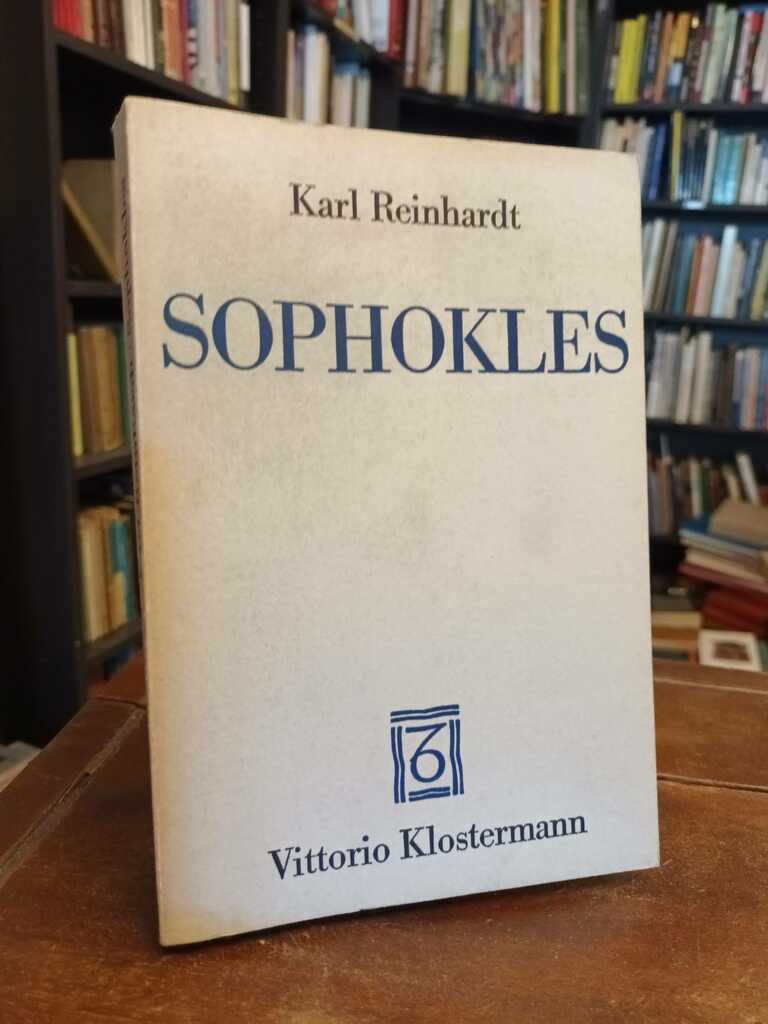 Karl Reinhardt
SOPHOKLES
Vittorio Klostermann